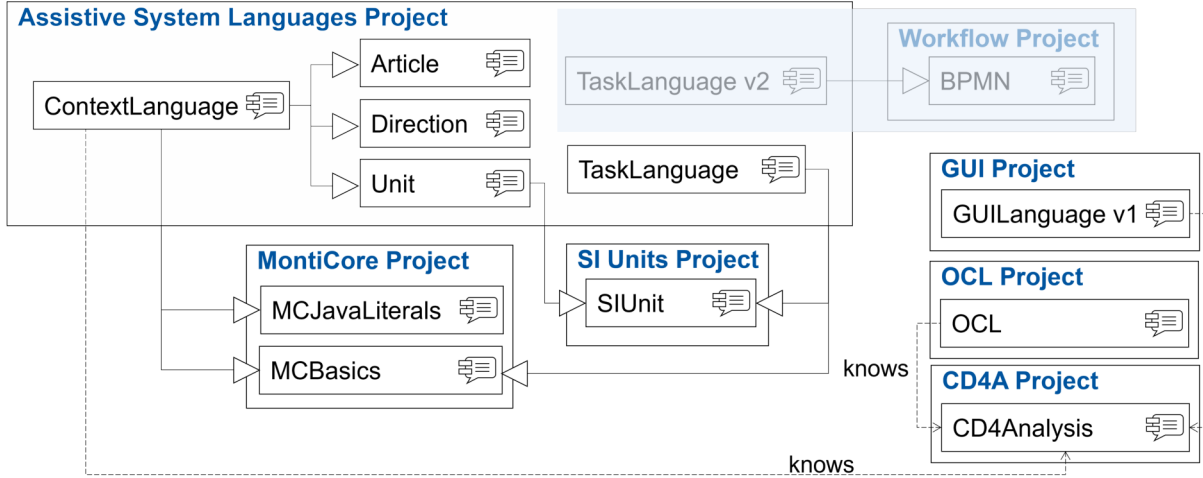 Assistive System Languages Project
Workflow Project
Article
TaskLanguage v2
BPMN
ContextLanguage
Direction
TaskLanguage
Unit
GUI Project
GUILanguage v1
MontiCore Project
SI Units Project
OCL Project
MCJavaLiterals
SIUnit
OCL
MCBasics
knows
CD4A Project
CD4Analysis
knows